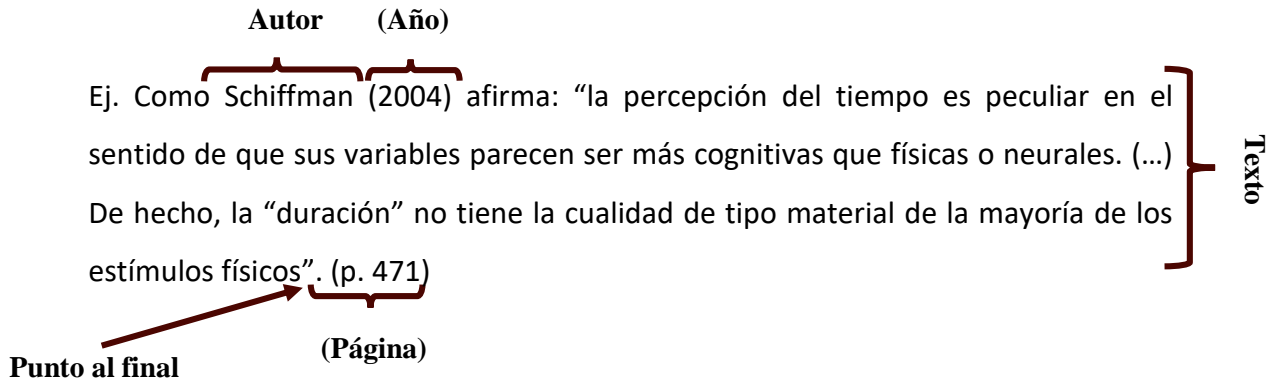 Autor (Año)
Ej. Como Schiffman (2004) afirma: “la percepción del tiempo es peculiar en el
sentido de que sus variables parecen ser más cognitivas que físicas o neurales. (…)
De hecho, la “duración” no tiene la cualidad de tipo material de la mayoría de los
estímulos físicos”. (p. 471)
Texto
(Página)
Punto al final